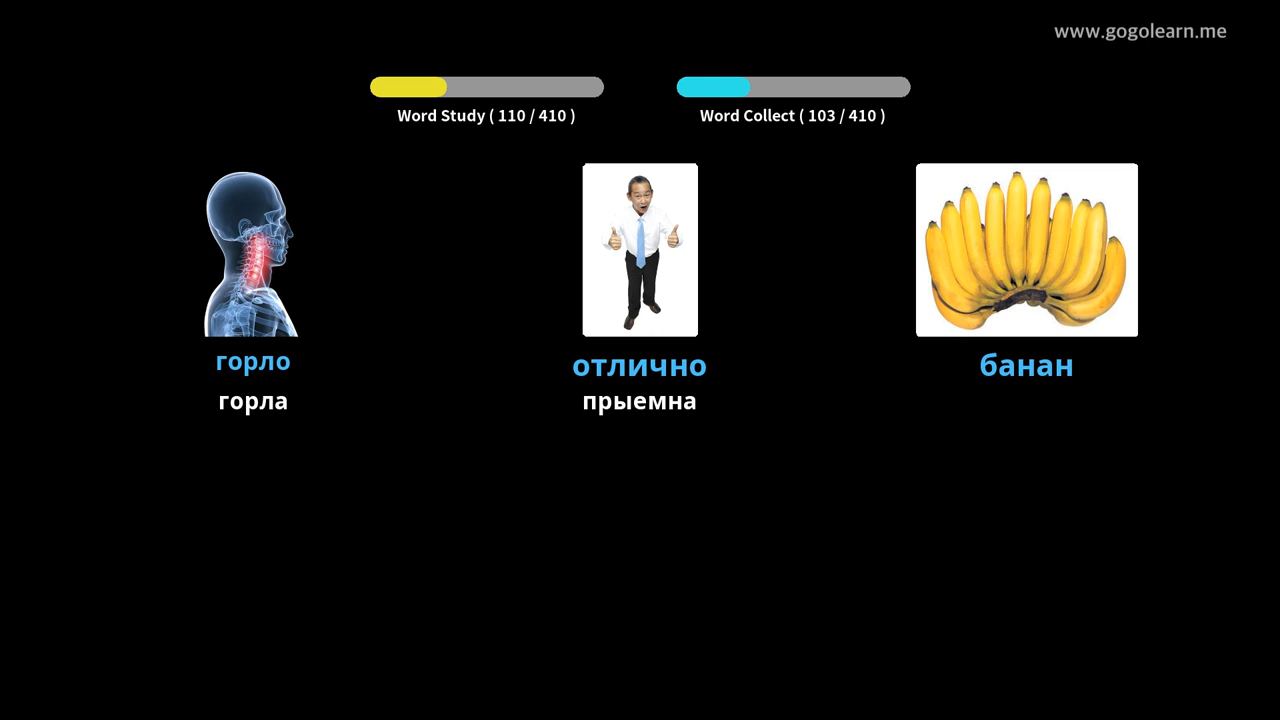 www.gogolearn.me
Word Study ( 110 / 410 )
Word Collect ( 103 / 410 )
горло
отлично
банан
горла
прыемна